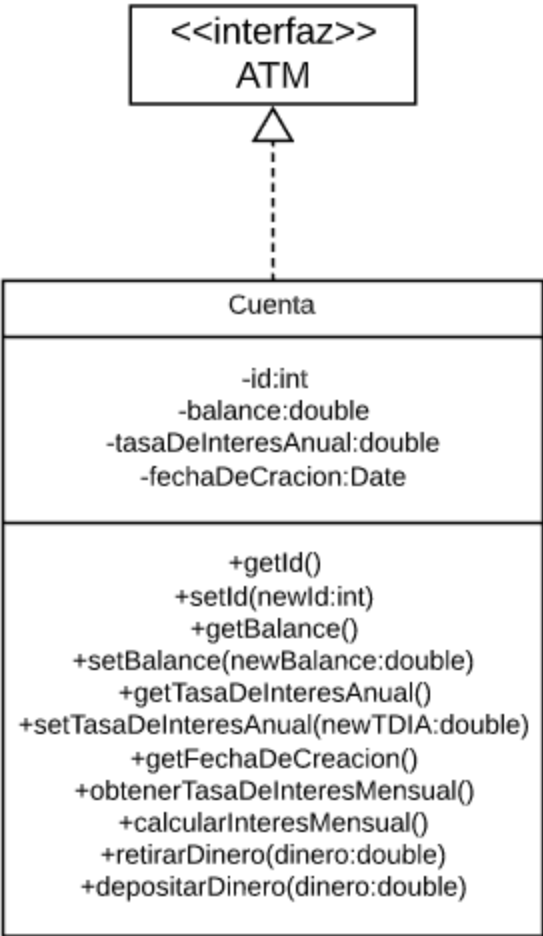 <<interfaz>>
ATM
Cuenta
-id:int
-balance:double
-tasaDeInteresAnual:double
-fechaDeCracion:Date
+getId()
+setId(newId:int)
+getBalance()
+setBalance(newBalance:double)
+getTasaDeInteresAnual()
+setTasaDeInteresAnual(newTDIA:double)
+getFechaDeCreacion()
+obtenerTasaDeInteresMensual()
+calcularInteresMensual()
+retirarDinero(dinero:double)
+depositarDinero(dinero:double)